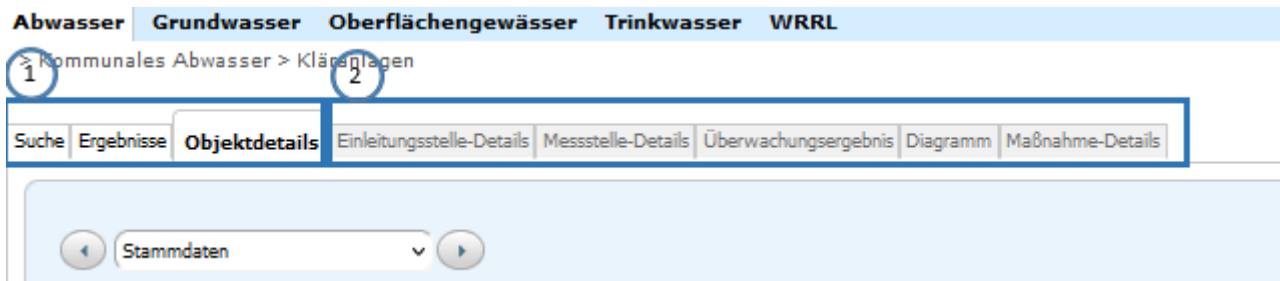 Abwasser Grundwasser Oberflächengewässer Trinkwasser WRRL
> Kommunales Abwasser > Kläranlagen
1 2
Suche Ergebnisse Objektdetails Einleitungsstelle-Details Messstelle-Details Überwachungsergebnis Diagramm Maßnahme-Details
Stammdaten